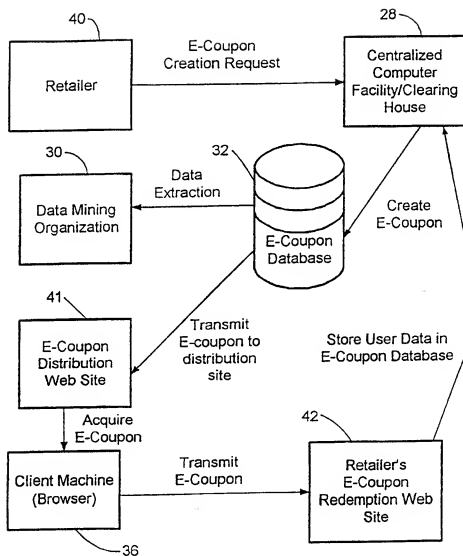 40
28
E-Coupon
Creation Request
Retailer
Centralized
Computer
Facility/Clearing
House
30
32
Data
Extraction
Data Mining
Organization
E-Coupon
Database
Create
E-Coupon
41
E-Coupon
Distribution
Web Site
Transmit
E-coupon to
distribution
site
Store User Data in
E-Coupon Database
Acquire
E-Coupon
42
Client Machine
(Browser)
Transmit
E-Coupon
Retailer's
E-Coupon
Redemption Web
Site
36